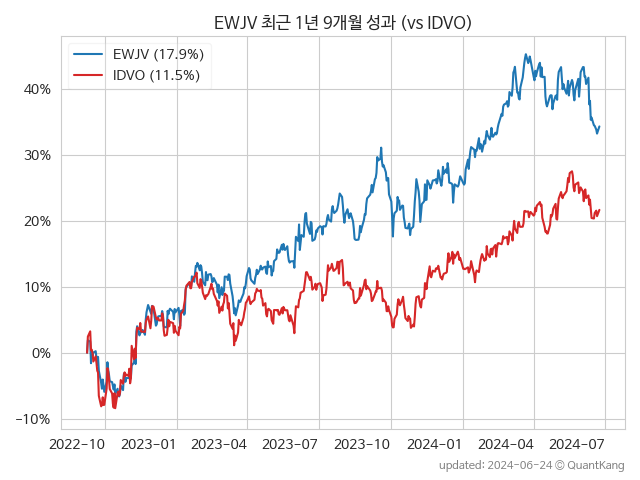 EWJV 최근 1년 9개월 성과 (vs IDVO)
EWJV (17.9%)
IDVO (11.5%)
40%
30%
20%
10%
0%
−10%
2022-10 2023-01 2023-04 2023-07 2023-10 2024-01 2024-04 2024-07
updated: 2024-06-24 © QuantKang